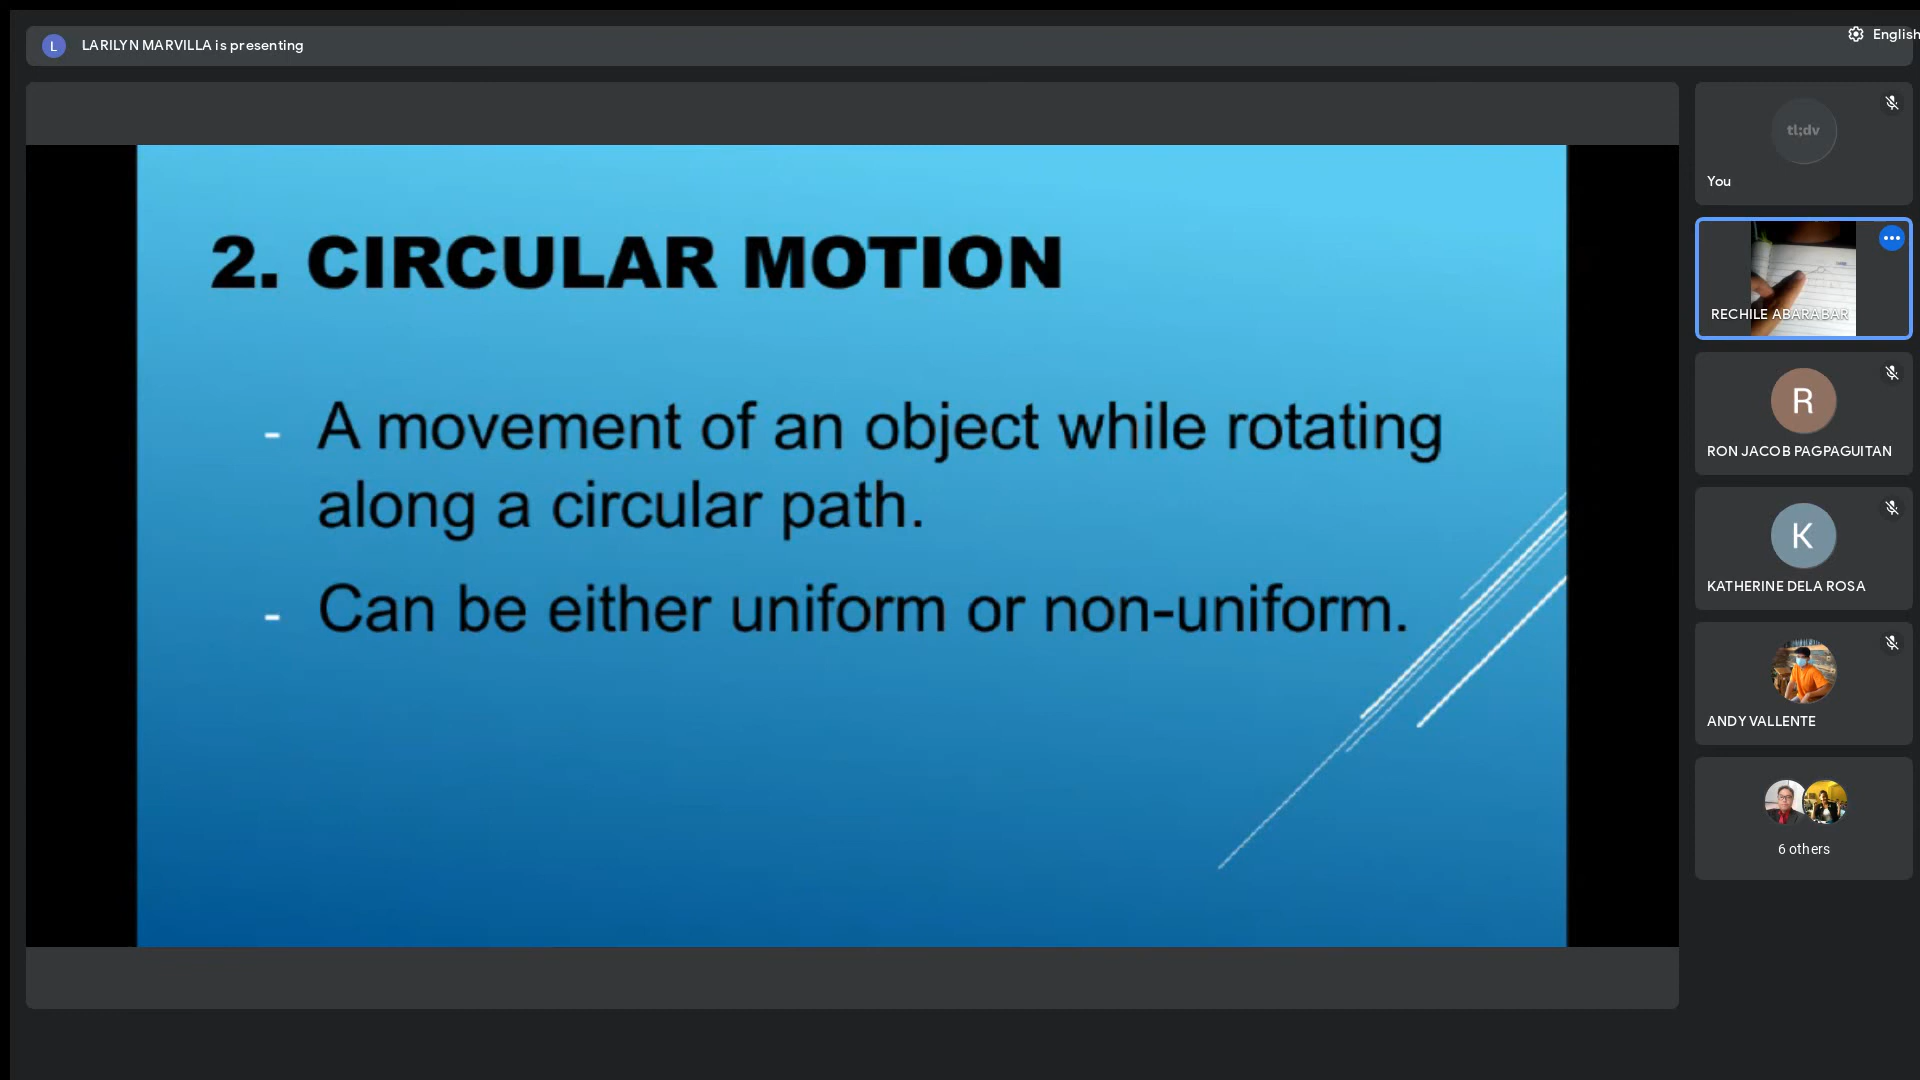 L LARILYN MARVILLA is presenting
English
2. CIRCULAR MOTION
- A movement of an object while rotating
along a circular path.
- Can be either uniform or non-uniform.
tl;dv
You
RECHILE ABARABAR
R
RON JACOB PAGPAGUITAN
K
KATHERINE DELA ROSA
ANDY VALLENTE
6 others